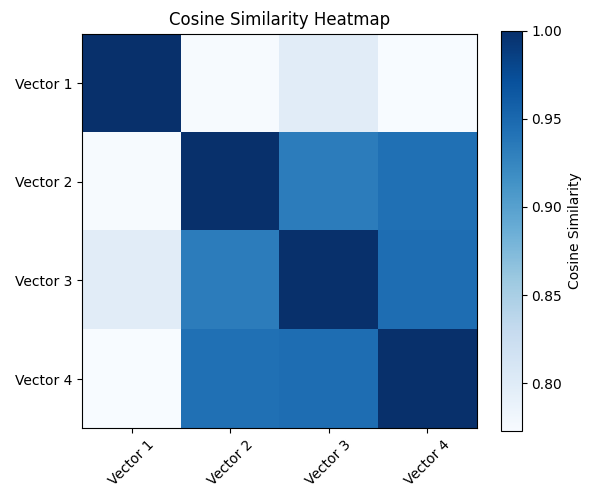 Cosine Similarity Heatmap
Vector 1
Vector 2
Vector 3
Vector 4
Vector 1
Vector 2
Vector 3
Vector 4
1.00
0.95
0.90
0.85
0.80
Cosine Similarity